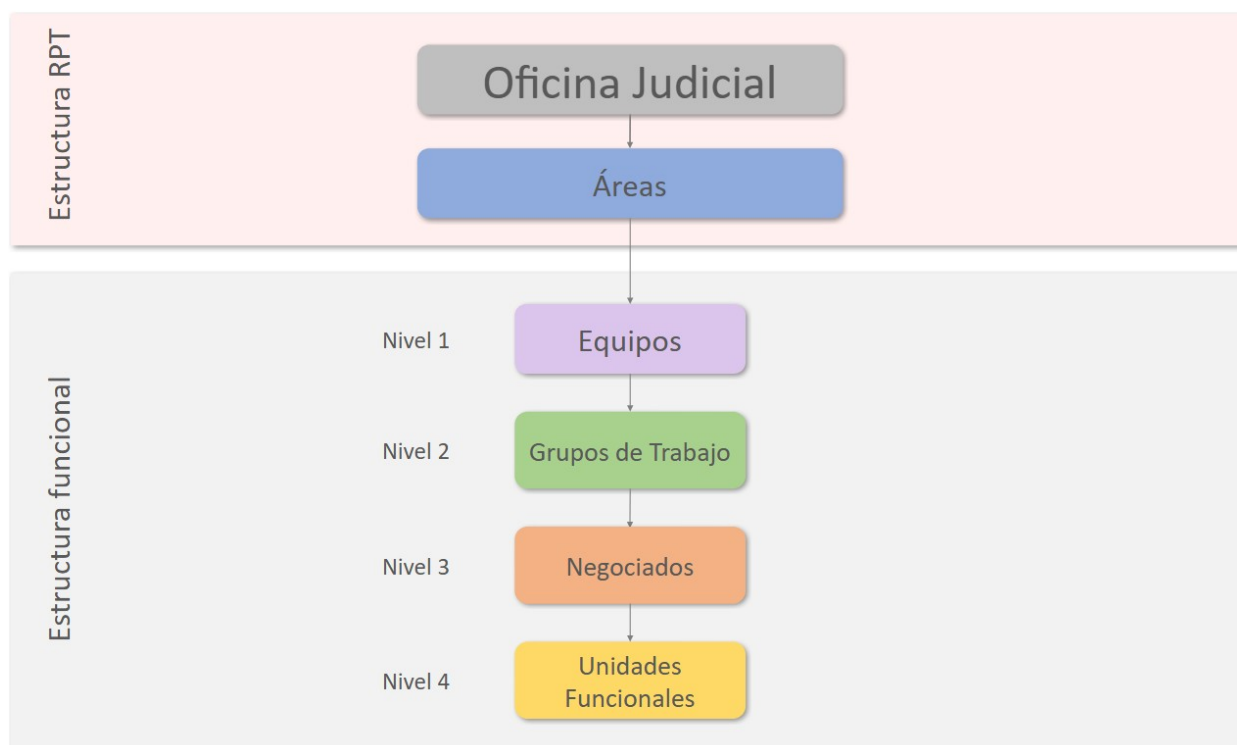 Estructura RPT
Oficina Judicial
Áreas
Estructura funcional
Nivel 1
Equipos
Nivel 2
Grupos de Trabajo
Nivel 3
Negociados
Nivel 4
Unidades
Funcionales